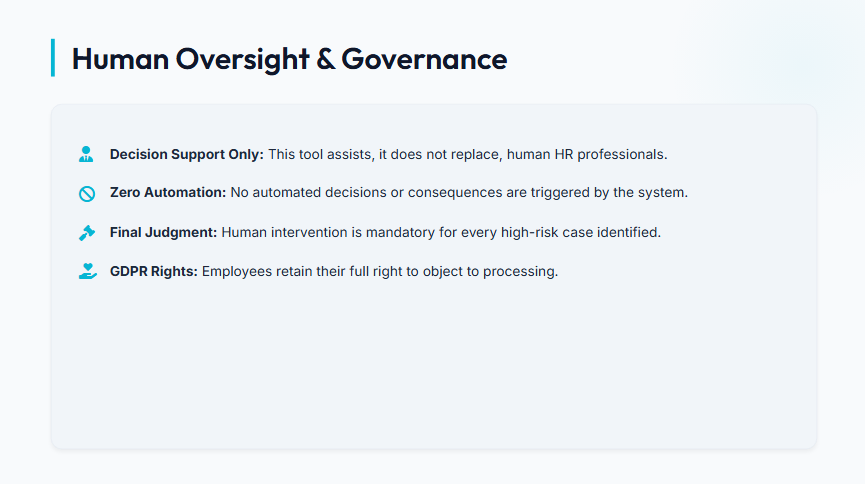 Human Oversight & Governance
Decision Support Only: This tool assists, it does not replace, human HR professionals.
Zero Automation: No automated decisions or consequences are triggered by the system.
Final Judgment: Human intervention is mandatory for every high-risk case identified.
GDPR Rights: Employees retain their full right to object to processing.